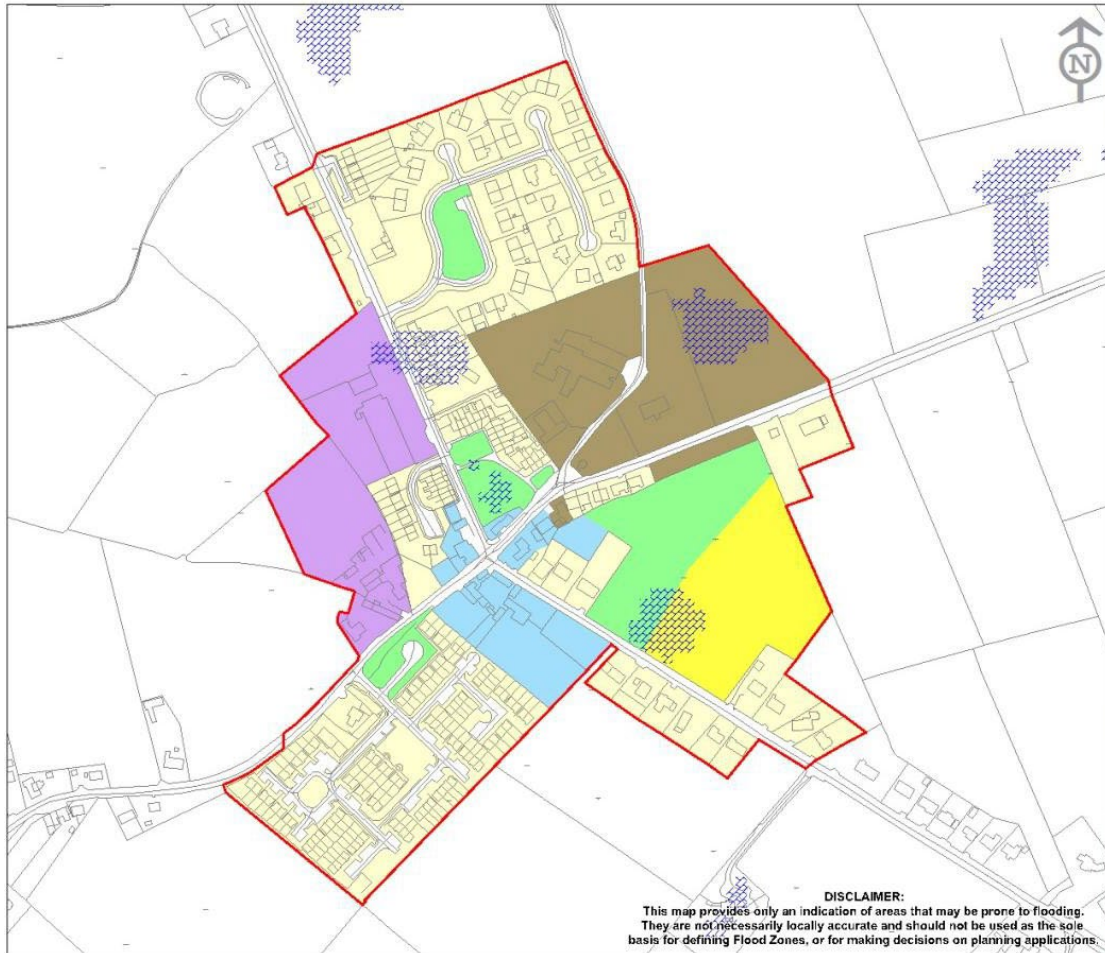 N
DISCLAIMER:
This map provides only an indication of areas that may be prone to flooding.
They are not necessarily locally accurate and should not be used as the sole
basis for defining Flood Zones, or for making decisions on planning applications.